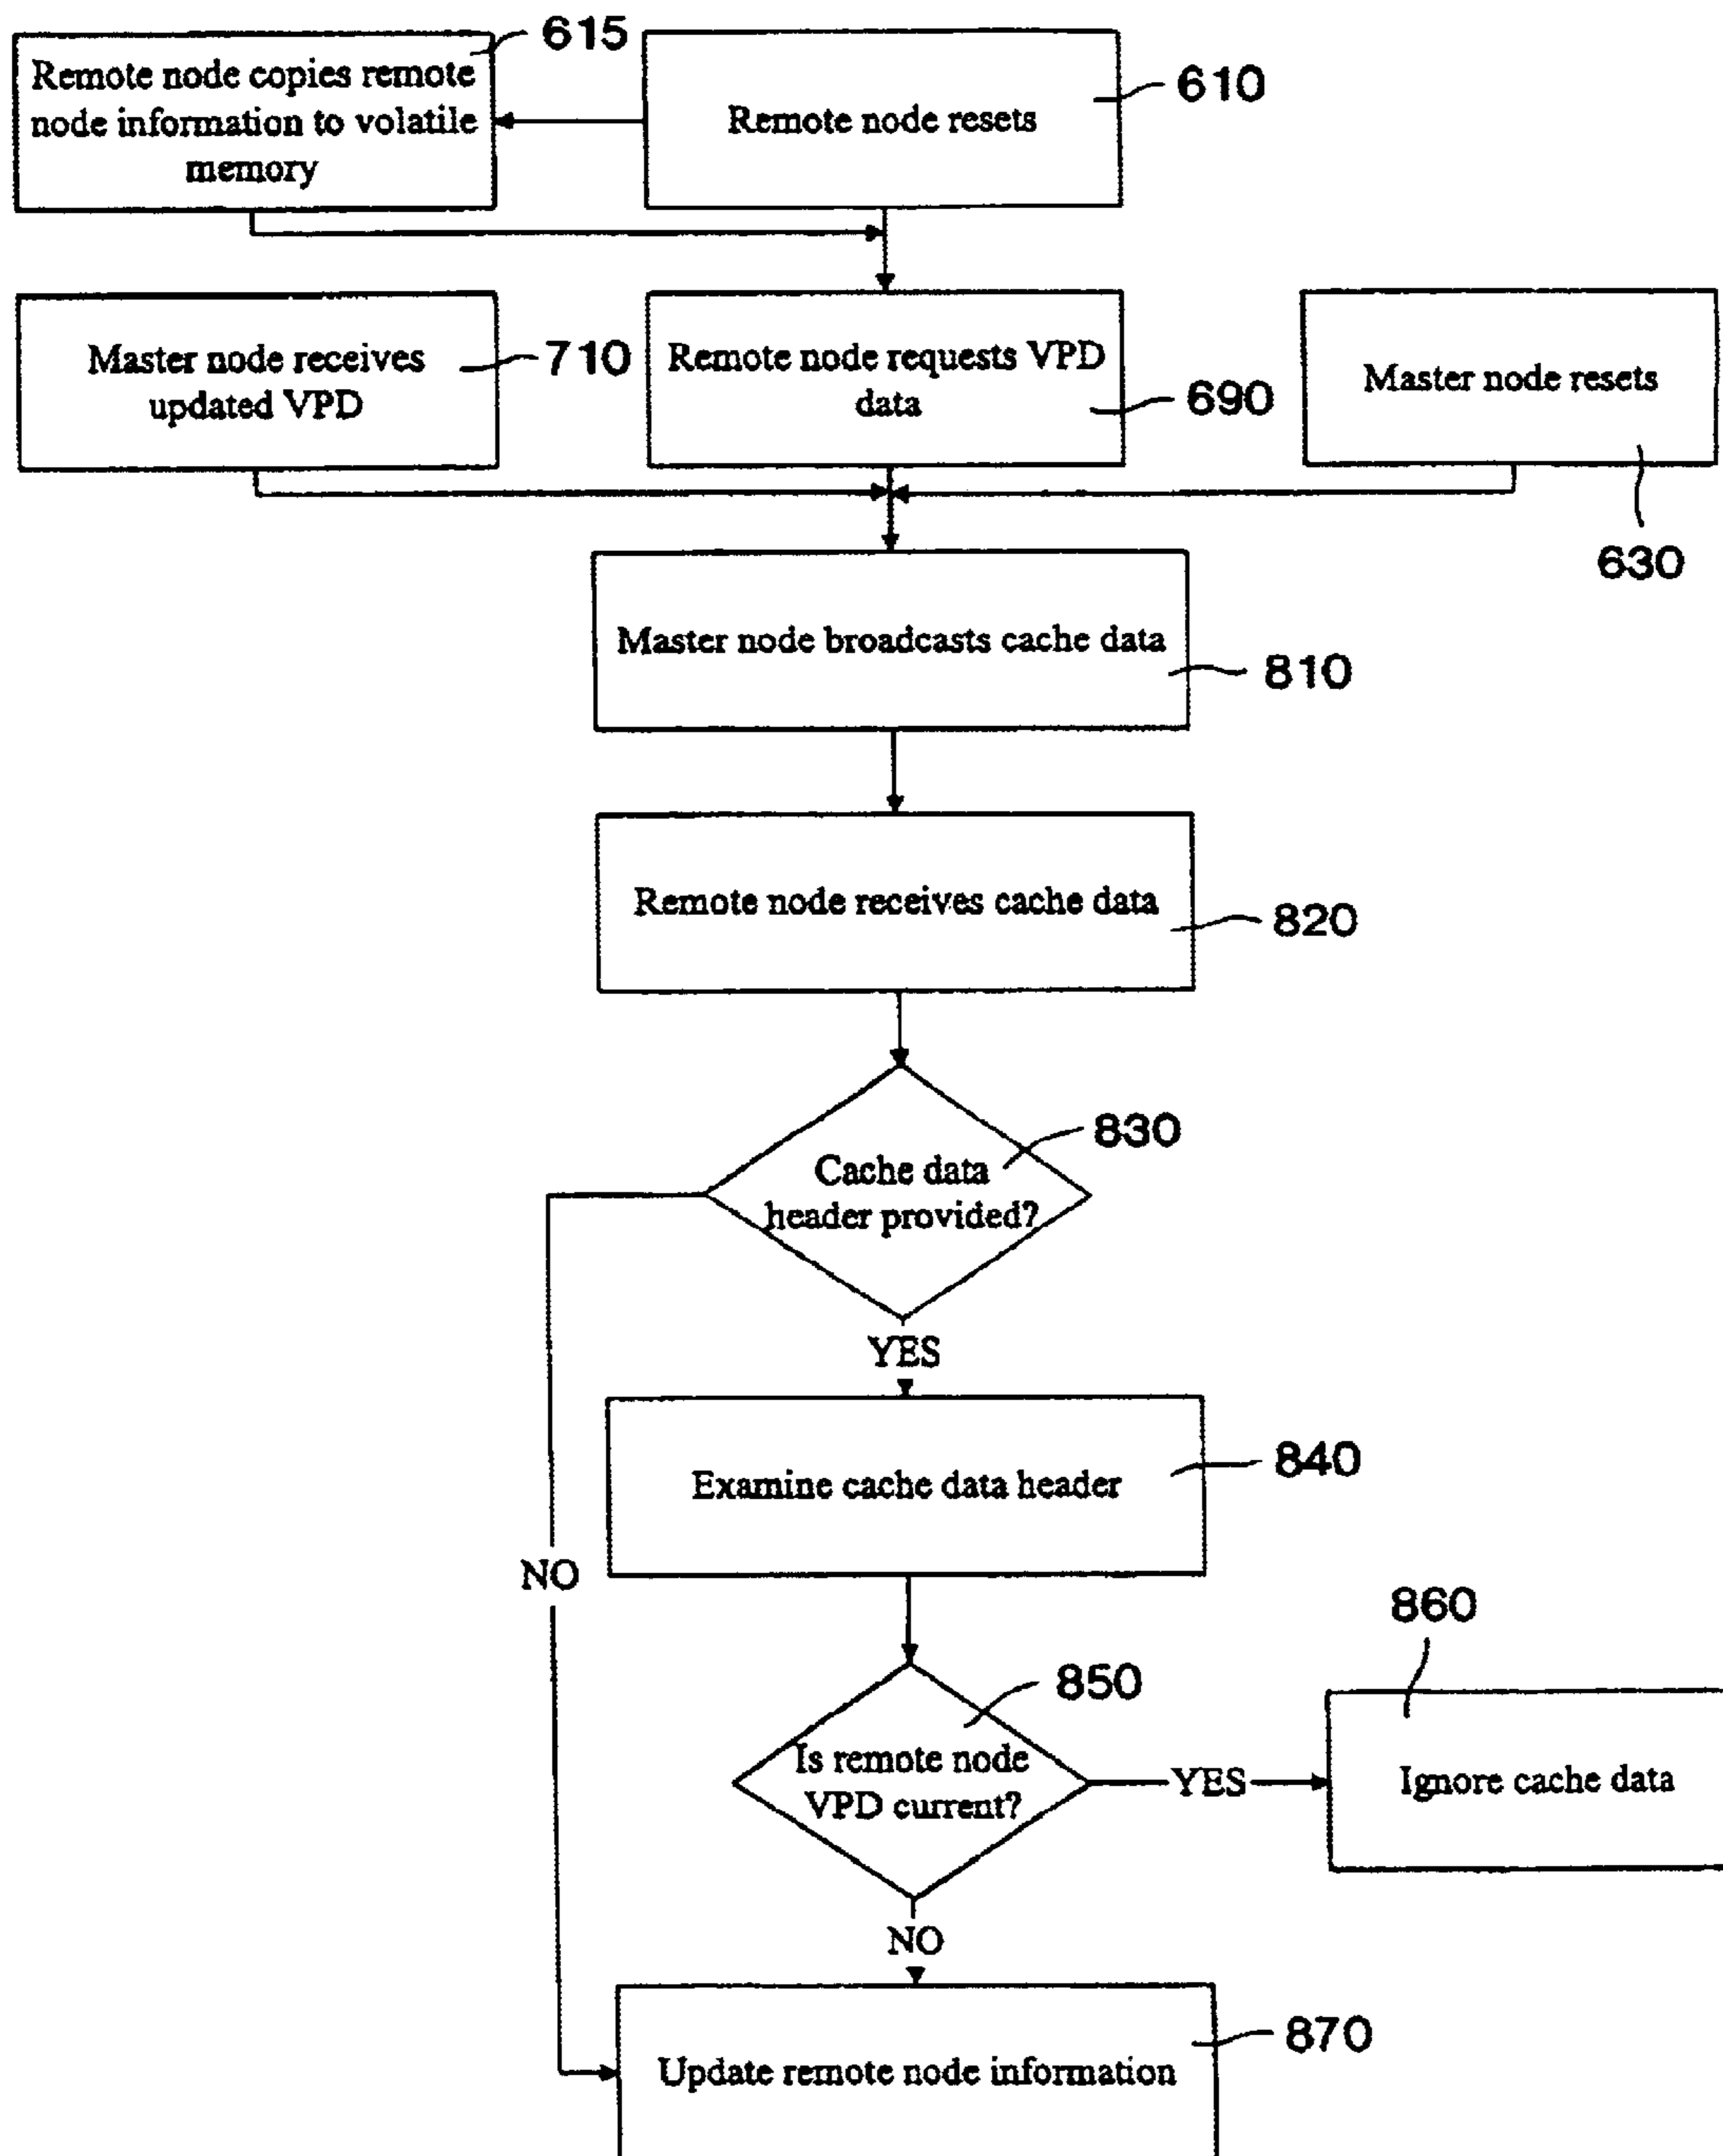 615
Remote node copies remote
node information to volatile
memory
Remote node resets
610
Master node receives
updated VPD
710
Remote node requests VPD
data
690
Master node resets
630
Master node broadcasts cache data
810
Remote node receives cache data
820
830
Cache data
header provided?
YES
Examine cache data header
840
NO
850
Is remote node
VPD current?
YES
860
Ignore cache data
NO
Update remote node information
870